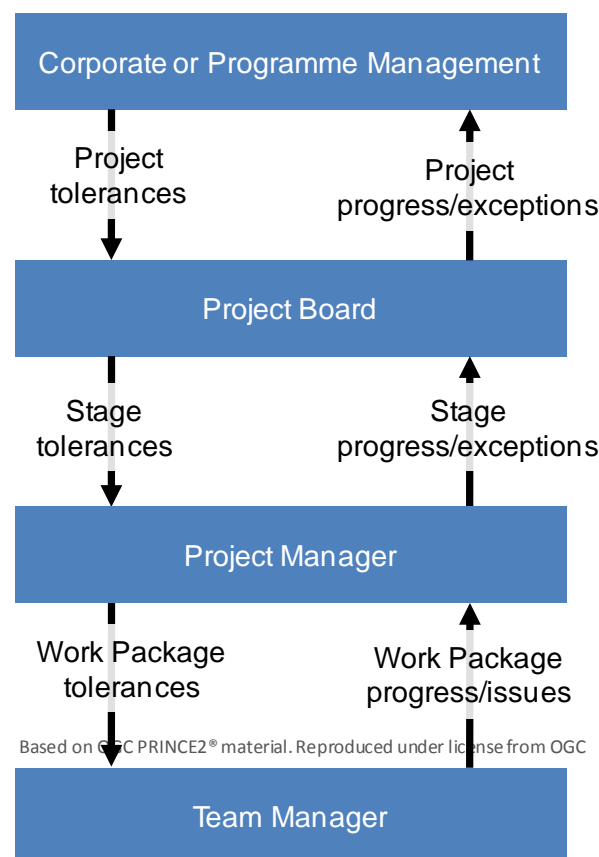 Corporate or Programme Management
Project
tolerances
Project
progress/exceptions
Project Board
Stage
tolerances
Stage
progress/exceptions
Project Manager
Work Package
tolerances
Work Package
progress/issues
Based on OGC PRINCE2® material. Reproduced under license from OGC
Team Manager